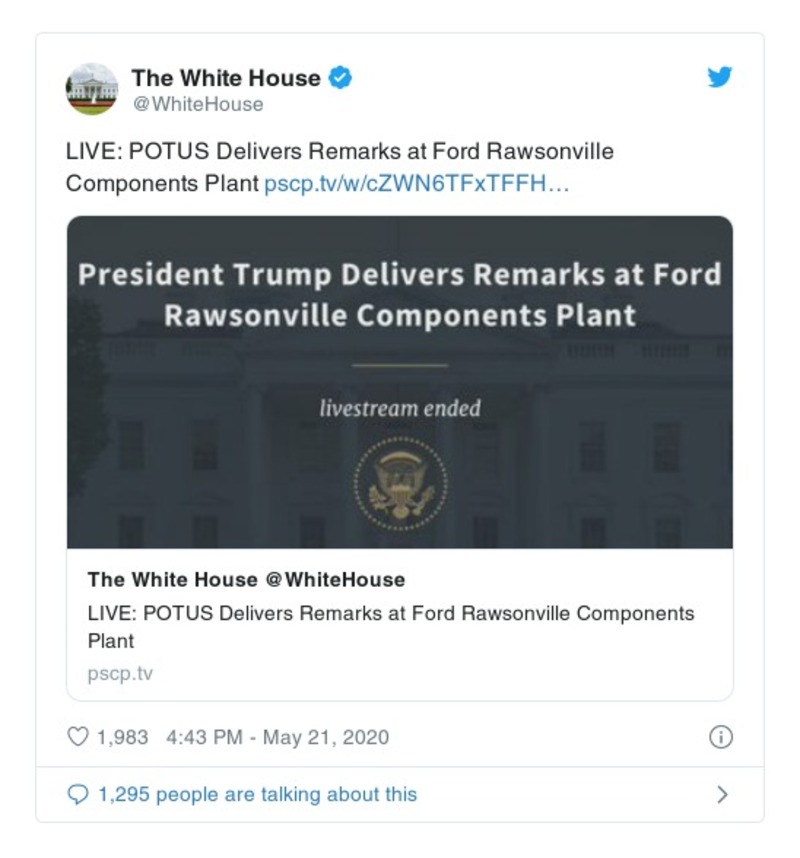 The White House
@WhiteHouse
LIVE: POTUS Delivers Remarks at Ford Rawsonville
Components Plant pscp.tv/w/cZWN6TFxTFFH…
President Trump Delivers Remarks at Ford
Rawsonville Components Plant
livestream ended
The White House @WhiteHouse
LIVE: POTUS Delivers Remarks at Ford Rawsonville Components
Plant
pscp.tv
1,983 4:43 PM - May 21, 2020
1,295 people are talking about this